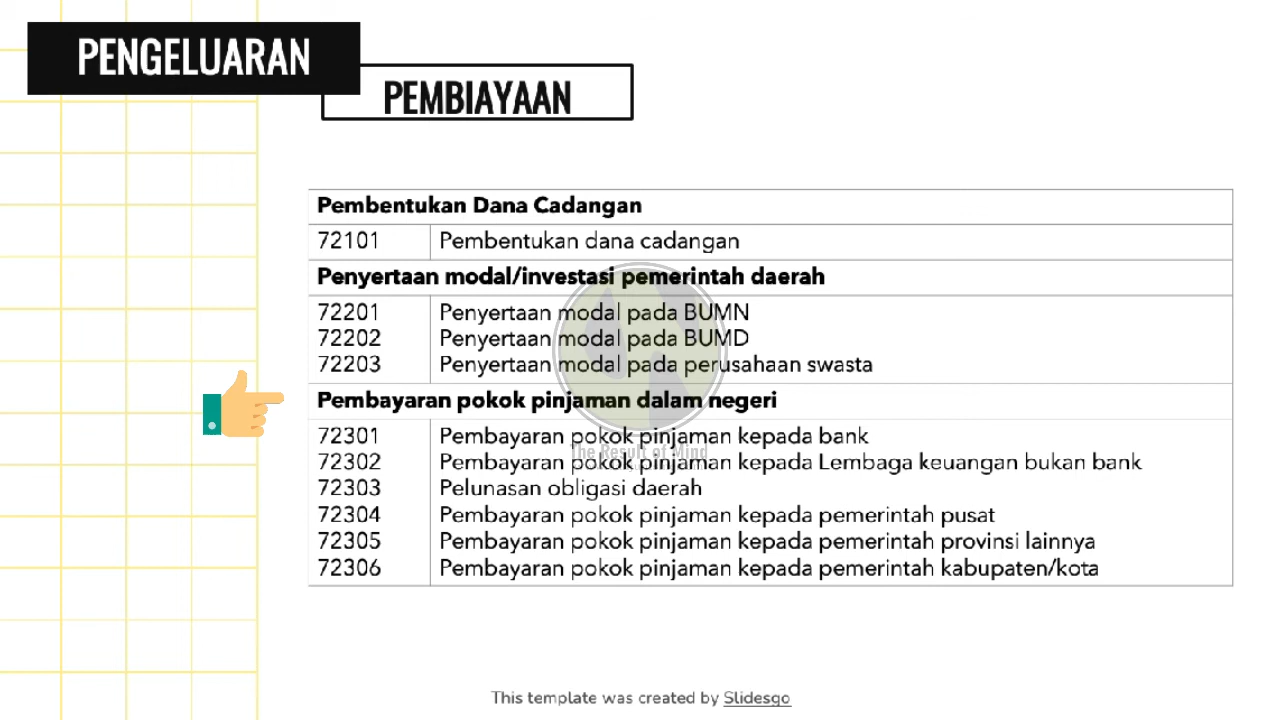 PENGELUARAN
PEMBIAYAAN
Pembentukan Dana Cadangan
72101 Pembentukan dana cadangan
Penyertaan modal/investasi pemerintah daerah
72201 Penyertaan modal pada BUMN
72202 Penyertaan modal pada BUMD
72203 Penyertaan modal pada perusahaan swasta
Pembayaran pokok pinjaman dalam negeri
72301 Pembayaran pokok pinjaman kepada bank
The Result of Mind
72302 Pembayaran pokok pinjaman kepada Lembaga keuangan bukan bank
72303 Pelunasan obligasi daerah
72304 Pembayaran pokok pinjaman kepada pemerintah pusat
72305 Pembayaran pokok pinjaman kepada pemerintah provinsi lainnya
72306 Pembayaran pokok pinjaman kepada pemerintah kabupaten/kota
This template was created by Slidesgo